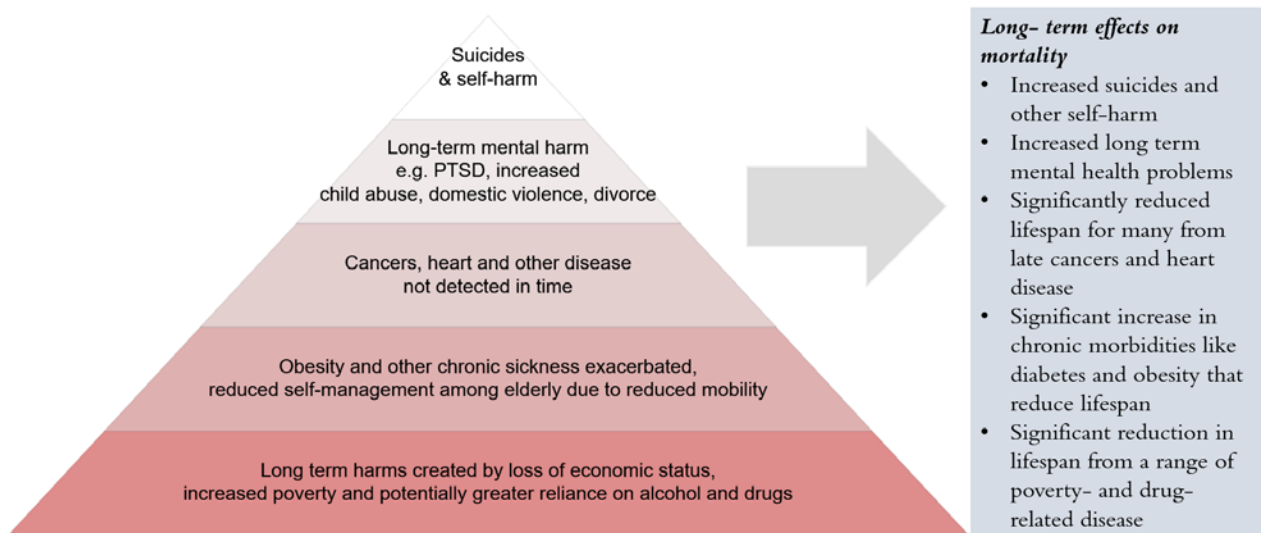 Suicides
& self-harm
Long-term mental harm
e.g. PTSD, increased
child abuse, domestic violence, divorce
Cancers, heart and other disease
not detected in time
Obesity and other chronic sickness exacerbated,
reduced self-management among elderly due to reduced mobility
Long term harms created by loss of economic status,
increased poverty and potentially greater reliance on alcohol and drugs
Long- term effects on
mortality
• Increased suicides and
other self-harm
• Increased long term
mental health problems
• Significantly reduced
lifespan for many from
late cancers and heart
disease
• Significant increase in
chronic morbidities like
diabetes and obesity that
reduce lifespan
• Significant reduction in
lifespan from a range of
poverty- and drug-
related disease